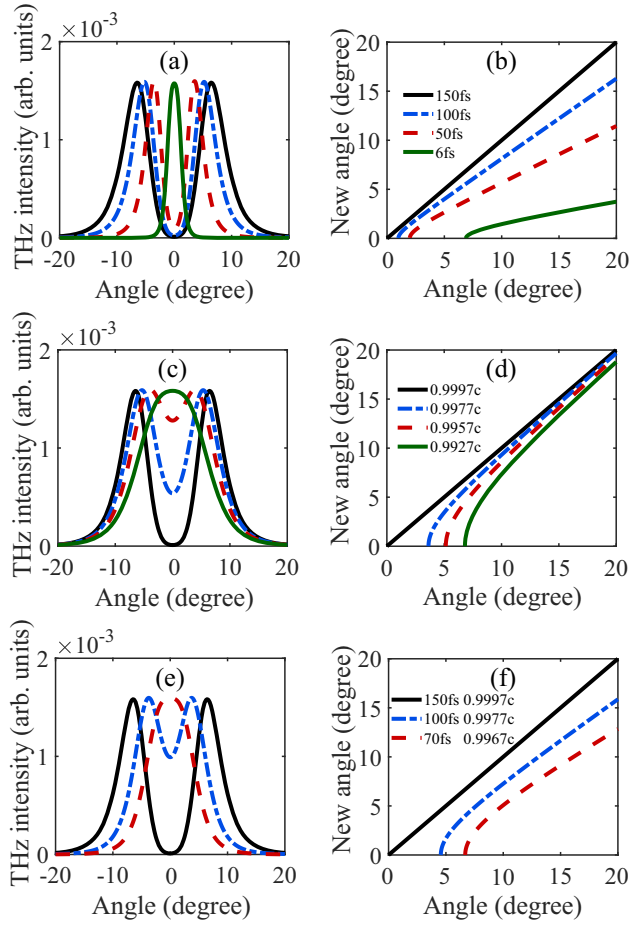 ×10⁻³
(a)
THz intensity (arb. units)
2
1
0
-20
-10
0
10
20
Angle (degree)
(b)
New angle (degree)
20
15
10
5
0
150fs
100fs
50fs
6fs
0
5
10
15
20
Angle (degree)
×10⁻³
(c)
THz intensity (arb. units)
2
1
0
-20
-10
0
10
20
Angle (degree)
(d)
New angle (degree)
20
15
10
5
0
0.9997c
0.9977c
0.9957c
0.9927c
0
5
10
15
20
Angle (degree)
×10⁻³
(e)
THz intensity (arb. units)
2
1
0
-20
-10
0
10
20
Angle (degree)
(f)
New angle (degree)
20
15
10
5
0
150fs 0.9997c
100fs 0.9977c
70fs 0.9967c
0
5
10
15
20
Angle (degree)